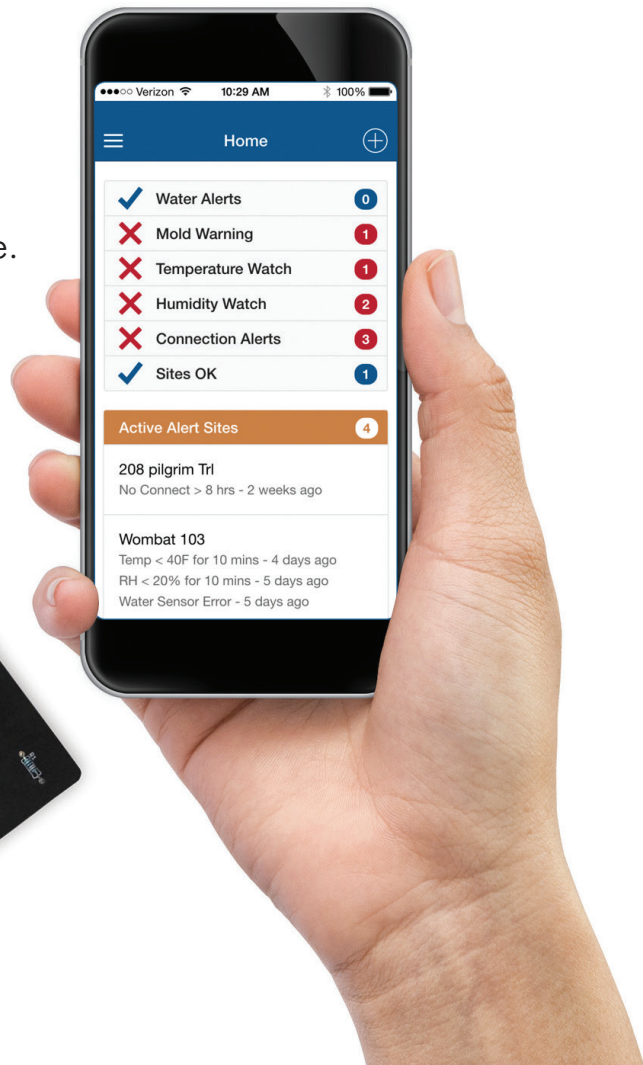 ●●●○○ Verizon 10:29 AM 100%
Home
Water Alerts 0
Mold Warning 1
Temperature Watch 1
Humidity Watch 2
Connection Alerts 3
Sites OK 1
Active Alert Sites 4
208 pilgrim Trl
No Connect > 8 hrs - 2 weeks ago
Wombat 103
Temp < 40F for 10 mins - 4 days ago
RH < 20% for 10 mins - 5 days ago
Water Sensor Error - 5 days ago
e.